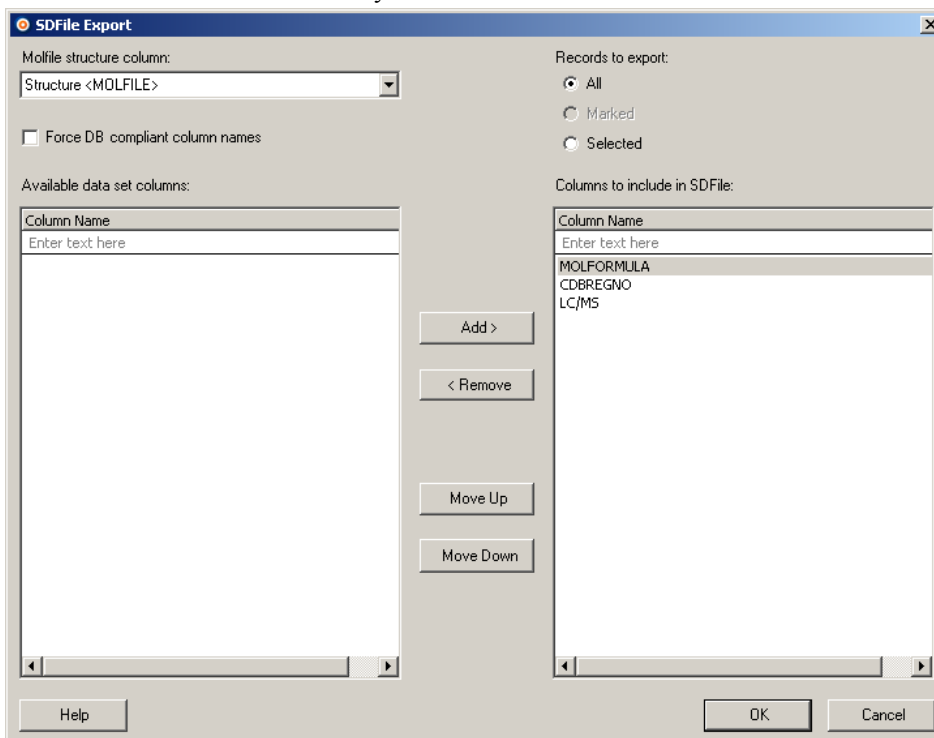 SDFile Export
Molfile structure column:
Structure <MOLFILE>
Force DB compliant column names
Records to export:
All
Marked
Selected
Available data set columns:
Column Name
Enter text here
Add >
< Remove
Move Up
Move Down
Columns to include in SDFile:
Column Name
Enter text here
MOLFORMULA
CDBREGNO
LC/MS
Help
OK
Cancel